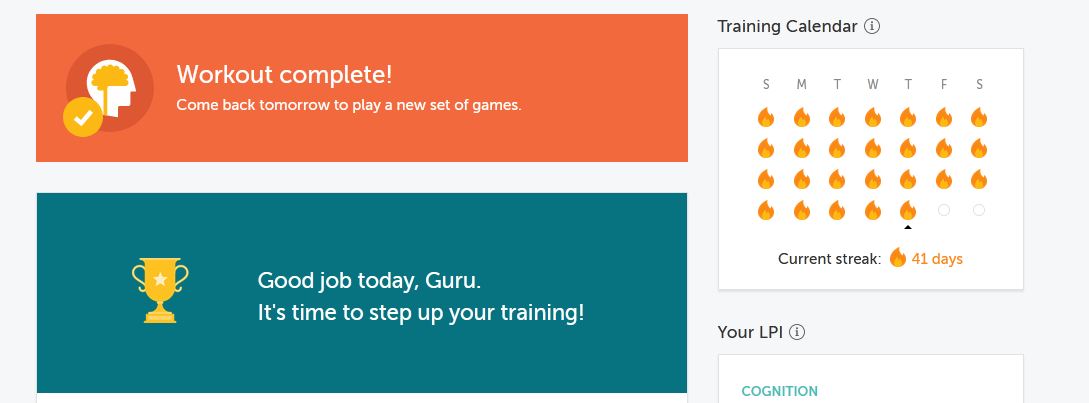 Workout complete!
Come back tomorrow to play a new set of games.
Good job today, Guru.
It's time to step up your training!
Training Calendar
S M T W T F S
Current streak: 41 days
Your LPI
COGNITION